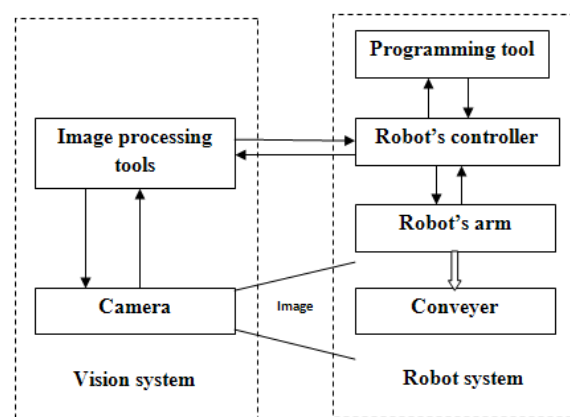 Programming tool
Image processing
tools
Robot's controller
Robot's arm
Camera
Image
Conveyer
Vision system
Robot system